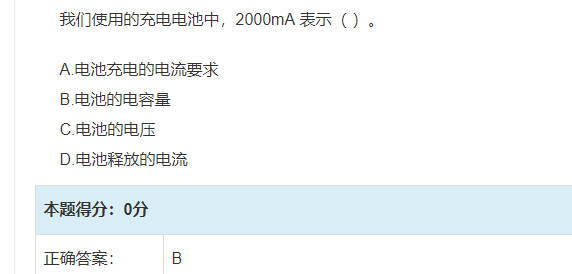 我们使用的充电电池中，2000mA 表示（ ）。
A.电池充电的电流要求
B.电池的电容量
C.电池的电压
D.电池释放的电流
本题得分：0分
正确答案：
B